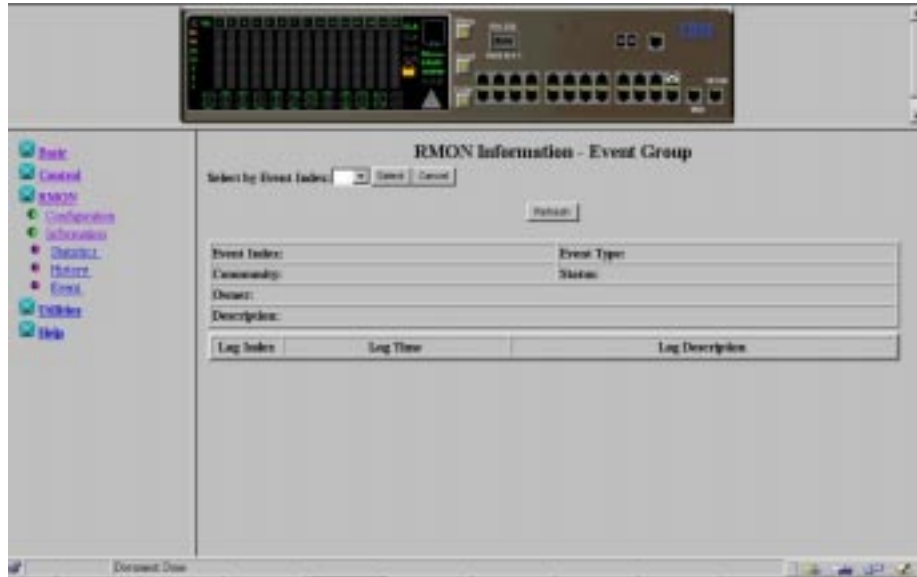 IBM
RMON Information - Event Group
Select by Event Index: Select Cancel
Refresh
Basic
Control
RMON
Configuration
Information
Statistics
History
Event
Utilities
Help
Event Index: Event Type:
Community: Status:
Owner:
Description:
Log Index Log Time Log Description
Document: Done